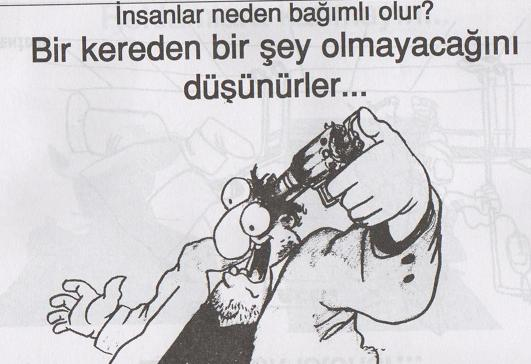 İnsanlar neden bağımlı olur?
Bir kereden bir şey olmayacağını
düşünürler...